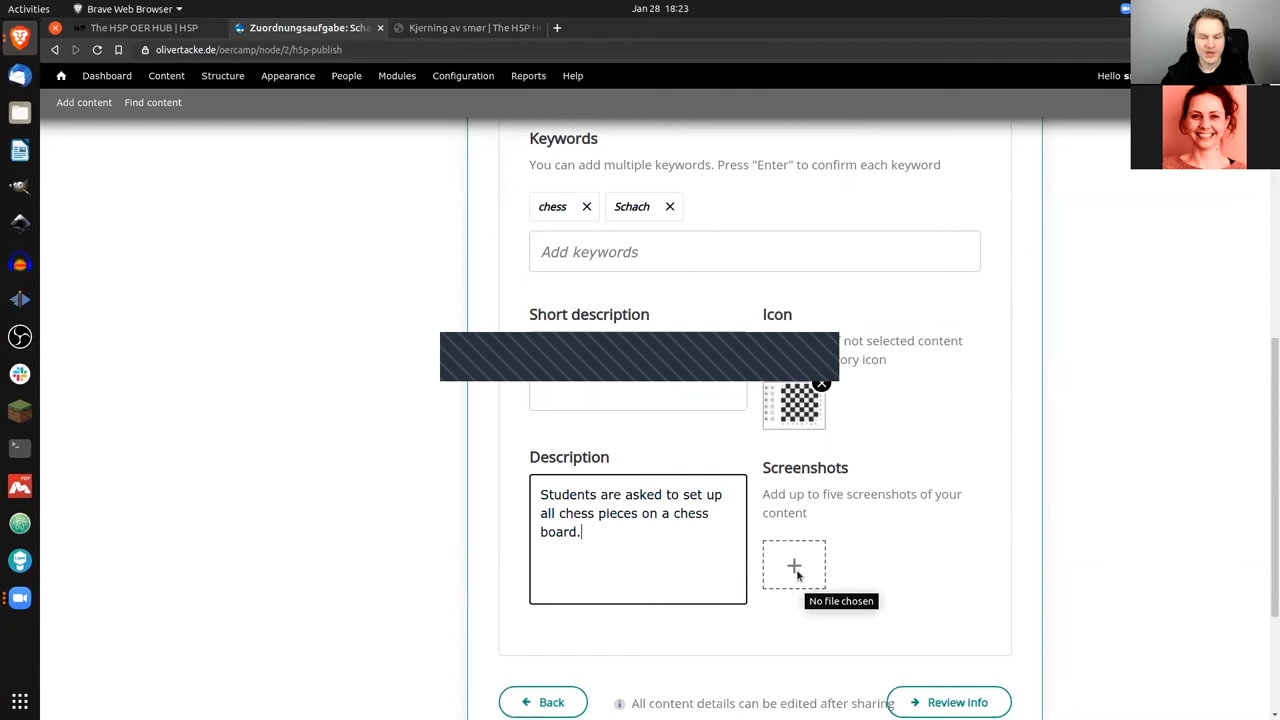 Activities
Brave Web Browser
Jan 28 18:23
The H5P OER HUB | H5P
Zuordnungsaufgabe: Scha
Kjerning av smør | The H5P H
olivertacke.de/oercamp/node/2/h5p-publish
Dashboard Content Structure Appearance People Modules Configuration Reports Help
Hello s
Add content Find content
Keywords
You can add multiple keywords. Press "Enter" to confirm each keyword
chess Schach
Add keywords
Short description
Icon
not selected content
ory icon
Description
Students are asked to set up
all chess pieces on a chess
board.
Screenshots
Add up to five screenshots of your
content
No file chosen
Back
All content details can be edited after sharing
Review info